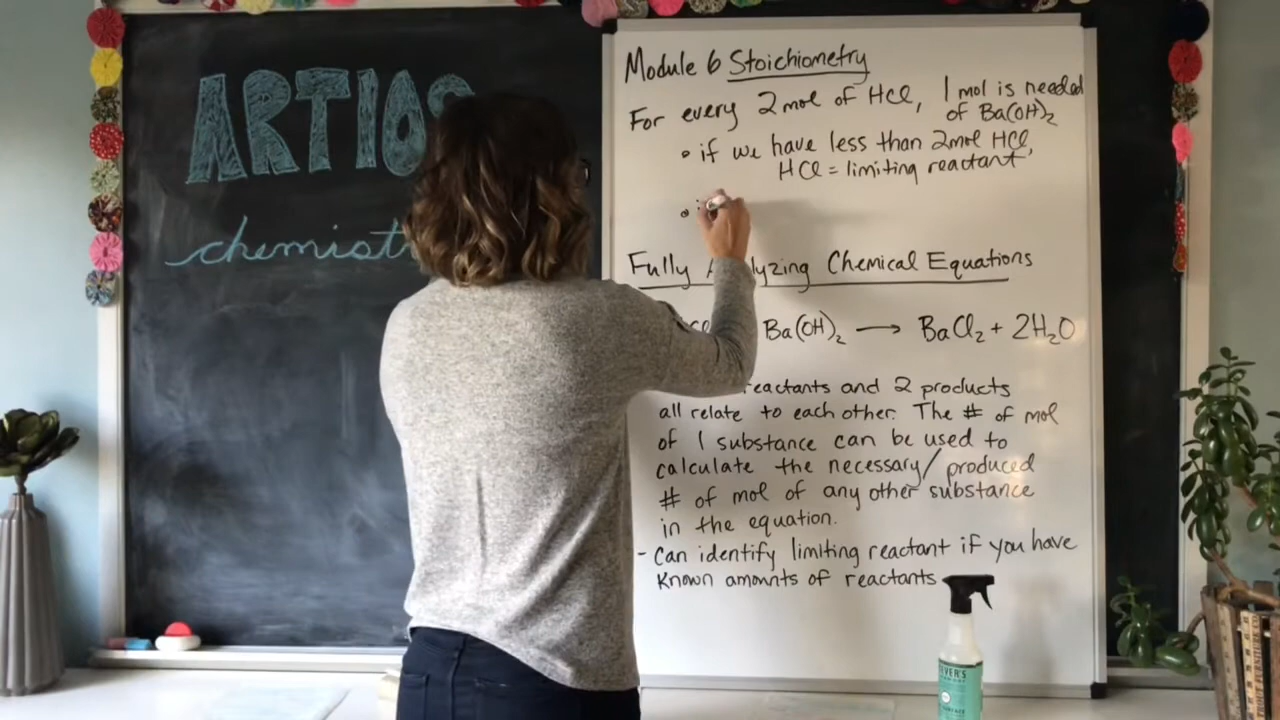 ARTIOS
chemist
Module 6 Stoichiometry
For every 2 mol of HCl, 1 mol is needed
of Ba(OH)₂
• if we have less than 2mol HCl,
HCl = limiting reactant
•
Fully Analyzing Chemical Equations
Ba(OH)₂ → BaCl₂ + 2H₂O
reactants and 2 products
all relate to each other. The # of mol
of 1 substance can be used to
calculate the necessary/produced
# of mol of any other substance
in the equation.
- Can identify limiting reactant if you have
known amounts of reactants